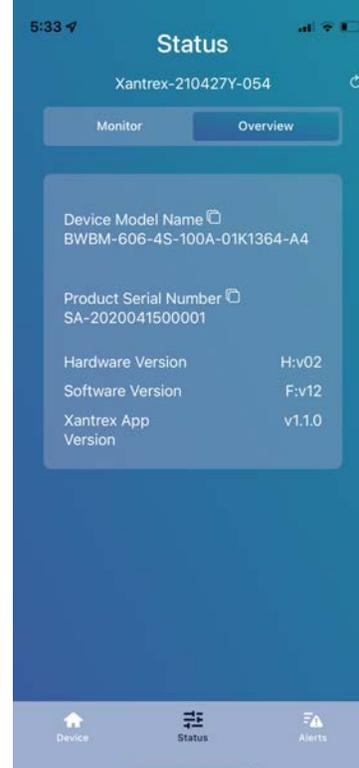 5:33
Status
Xantrex-210427Y-054
Monitor Overview
Device Model Name
BWBM-606-4S-100A-01K1364-A4
Product Serial Number
SA-2020041500001
Hardware Version H:v02
Software Version F:v12
Xantrex App v1.1.0
Version
Device Status Alerts